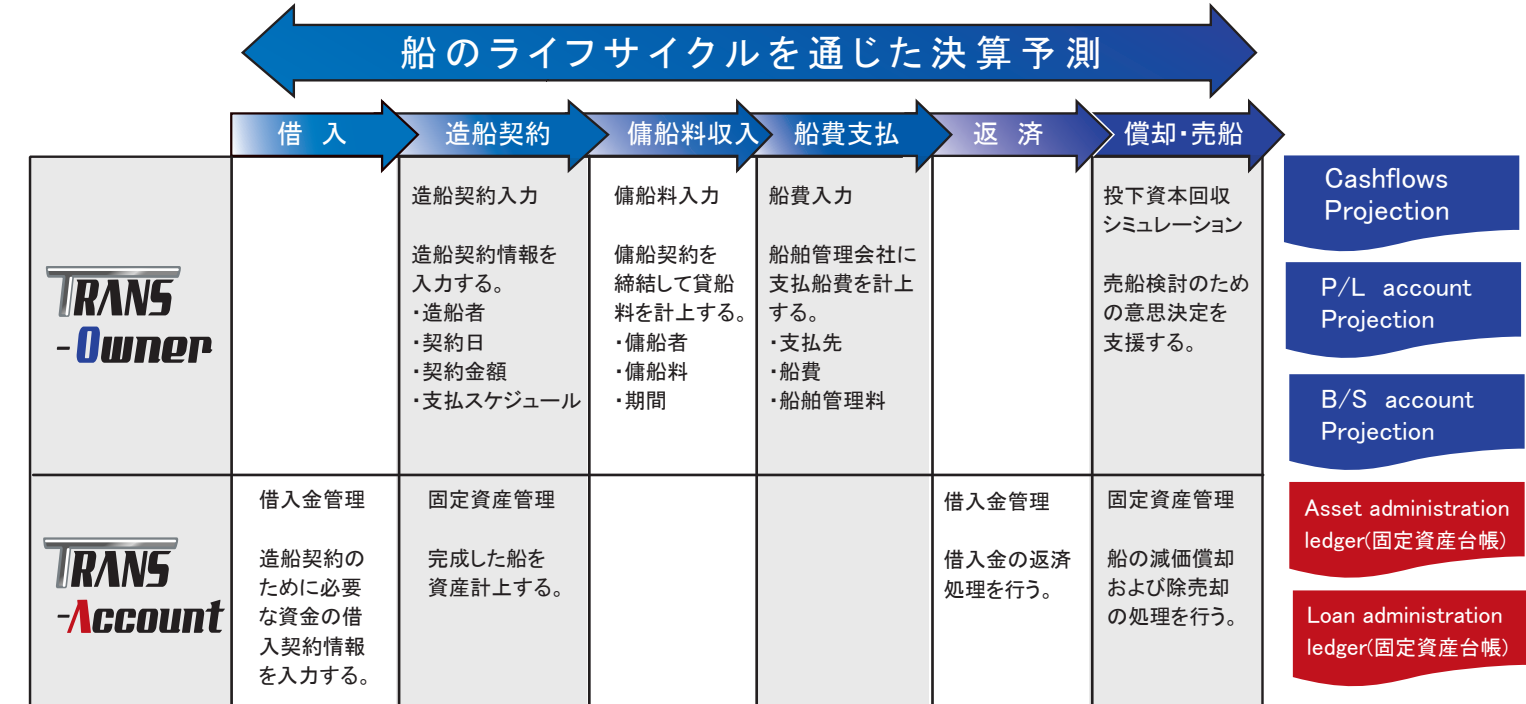 船のライフサイクルを通じた決算予測
借入
造船契約
傭船料収入
船費支払
返済
償却・売船
TRANS
-Owner
造船契約入力
造船契約情報を
入力する。
・造船者
・契約日
・契約金額
・支払スケジュール
傭船料入力
傭船契約を
締結して貸船
料を計上する。
・傭船者
・傭船料
・期間
船費入力
船舶管理会社に
支払船費を計上
する。
・支払先
・船費
・船舶管理料
投下資本回収
シミュレーション
売船検討のため
の意思決定を
支援する。
TRANS
-Account
借入金管理
造船契約の
ために必要
な資金の借
入契約情報
を入力する。
固定資産管理
完成した船を
資産計上する。
借入金管理
借入金の返済
処理を行う。
固定資産管理
船の減価償却
および除売却
の処理を行う。
Cashflows
Projection
P/L account
Projection
B/S account
Projection
Asset administration
ledger(固定資産台帳)
Loan administration
ledger(固定資産台帳)